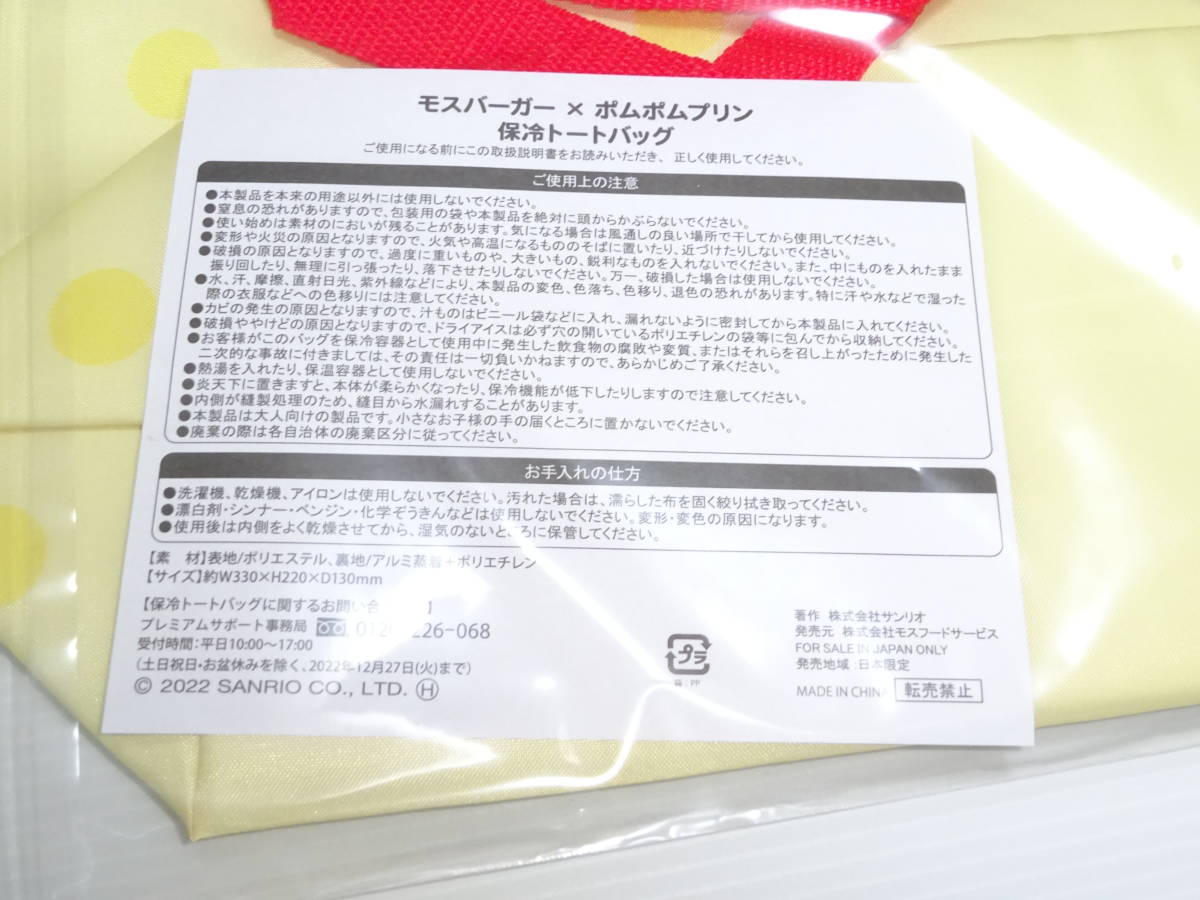 モスバーガー × ポムポムプリン
保冷トートバッグ
ご使用になる前にこの取扱説明書をお読みいただき、正しく使用してください。
ご使用上の注意
●本製品を本来の用途以外には使用しないでください。
●窒息の恐れがありますので、包装用の袋や本製品を絶対に頭からかぶらないでください。
●使い始めは素材のにおいが残ることがあります。気になる場合は風通しの良い場所で干してから使用してください。
●変形や火災の原因となりますので、火気や高温になるもののそばに置いたり、近づけたりしないでください。
●破損の原因となりますので、過度に重いものや、大きいもの、鋭利なものを入れないでください。また、中にものを入れたまま
振り回したり、無理に引っ張ったり、落下させたりしないでください。万一、破損した場合は使用しないでください。
●水、汗、摩擦、直射日光、紫外線などにより、本製品の変色、色落ち、色移り、退色の恐れがあります。特に汗や水などで湿った
際の衣服などへの色移りには注意してください。
●カビの発生の原因となりますので、汁ものはビニール袋などに入れ、漏れないように密封してから本製品に入れてください。
●破損ややけどの原因となりますので、ドライアイスは必ず穴の開いているポリエチレンの袋等に包んでから収納してください。
●お客様がこのバッグを保冷容器として使用中に発生した飲食物の腐敗や変質、またはそれらを召し上がったために発生した
二次的な事故に付きましては、その責任は一切負いかねますので、あらかじめご了承ください。
●熱湯を入れたり、保温容器として使用しないでください。
●炎天下に置きますと、本体が柔らかくなったり、保冷機能が低下したりしますので注意してください。
●内側が縫製処理のため、縫目から水漏れすることがあります。
●本製品は大人向けの製品です。小さなお子様の手の届くところに置かないでください。
●廃棄の際は各自治体の廃棄区分に従ってください。
お手入れの仕方
●洗濯機、乾燥機、アイロンは使用しないでください。汚れた場合は、濡らした布を固く絞り拭き取ってください。
●漂白剤・シンナー・ベンジン・化学ぞうきんなどは使用しないでください。変形・変色の原因になります。
●使用後は内側をよく乾燥させてから、湿気のないところに保管してください。
【素 材】表地/ポリエステル、裏地/アルミ蒸着+ポリエチレン
【サイズ】約W330×H220×D130mm
【保冷トートバッグに関するお問い合 】
プレミアムサポート事務局 012 226-068
受付時間：平日10:00〜17:00
(土日祝日・お盆休みを除く、2022年12月27日(火)まで)
© 2022 SANRIO CO., LTD. Ⓗ
プラ
袋：PP
著作 株式会社サンリオ
発売元 株式会社モスフードサービス
FOR SALE IN JAPAN ONLY
発売地域：日本限定
MADE IN CHINA 転売禁止